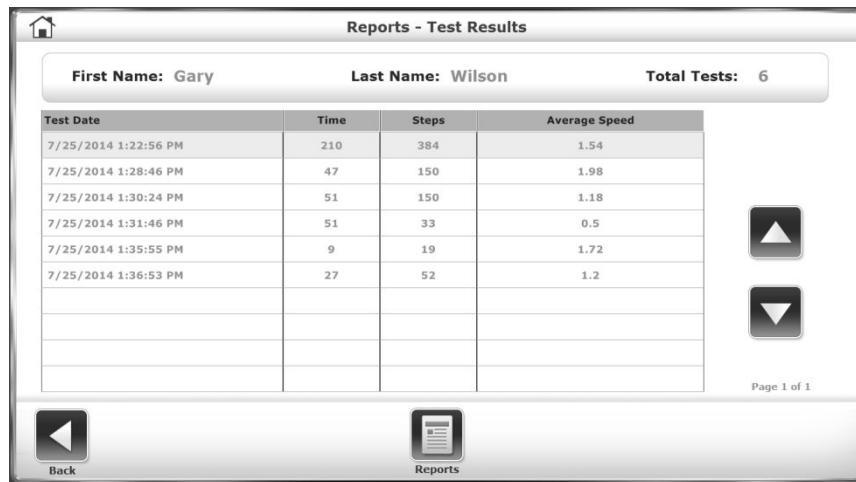 Reports - Test Results
First Name: Gary Last Name: Wilson Total Tests: 6
Test Date Time Steps Average Speed
7/25/2014 1:22:56 PM 210 384 1.54
7/25/2014 1:28:46 PM 47 150 1.98
7/25/2014 1:30:24 PM 51 150 1.18
7/25/2014 1:31:46 PM 51 33 0.5
7/25/2014 1:35:55 PM 9 19 1.72
7/25/2014 1:36:53 PM 27 52 1.2
Page 1 of 1
Back Reports